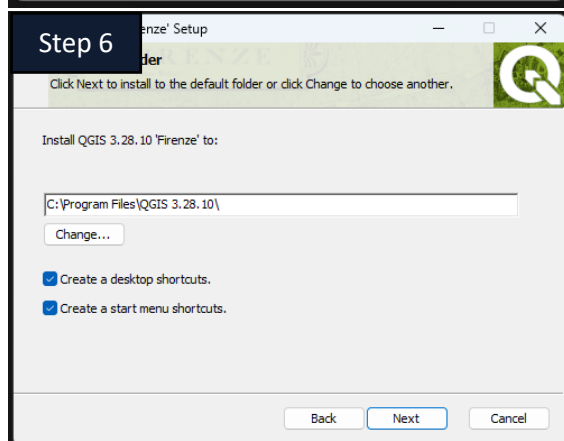 Step 6
enze' Setup
der
Click Next to install to the default folder or click Change to choose another.
Install QGIS 3.28.10 'Firenze' to:
C:\Program Files\QGIS 3.28.10\
Change...
Create a desktop shortcuts.
Create a start menu shortcuts.
Back Next Cancel